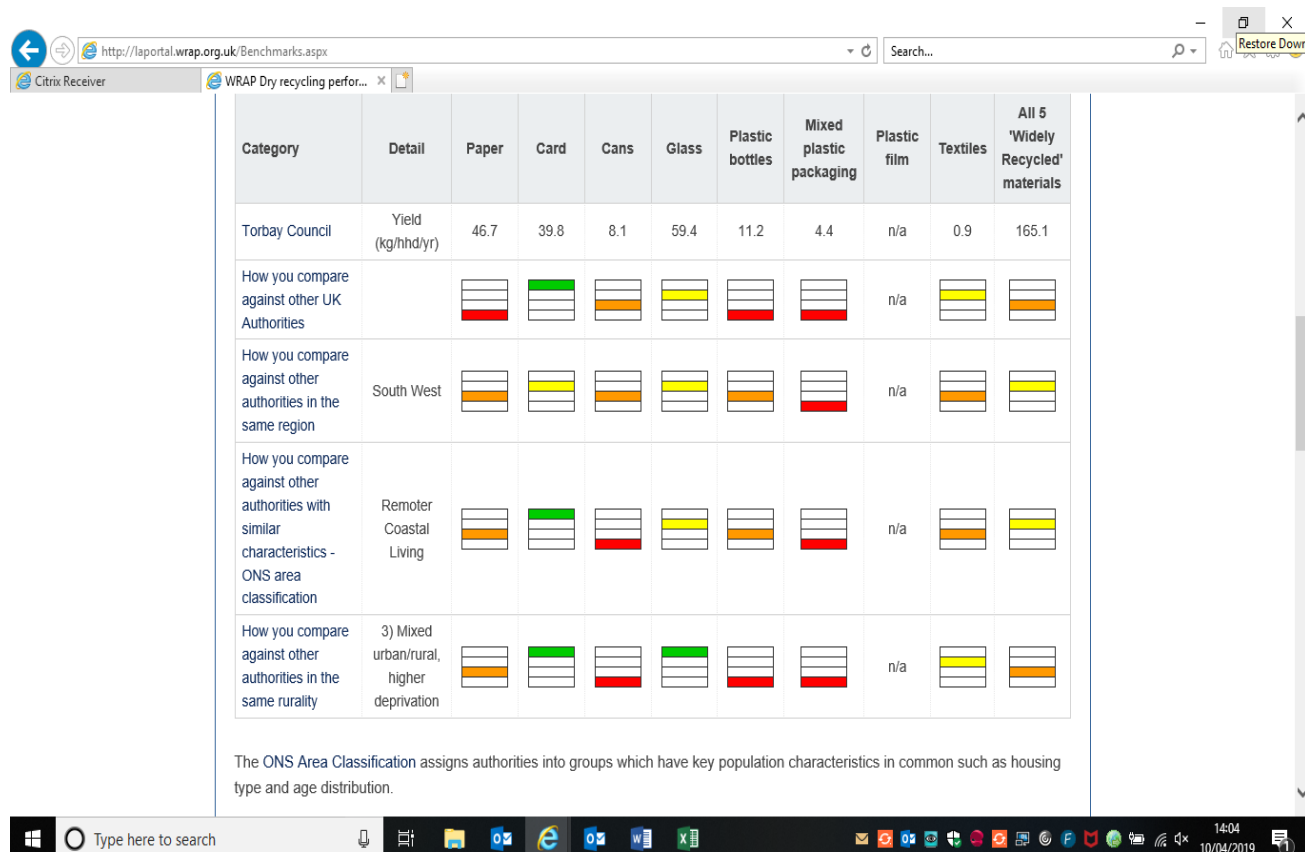 Restore Down
http://laportal.wrap.org.uk/Benchmarks.aspx
Search...
Citrix Receiver
WRAP Dry recycling perfor...
Category Detail Paper Card Cans Glass Plastic bottles Mixed plastic packaging Plastic film Textiles All 5 'Widely Recycled' materials
Torbay Council Yield (kg/hhd/yr) 46.7 39.8 8.1 59.4 11.2 4.4 n/a 0.9 165.1
How you compare
against other UK
Authorities
n/a
How you compare
against other
authorities in the
same region
South West
n/a
How you compare
against other
authorities with
similar
characteristics -
ONS area
classification
Remoter
Coastal
Living
n/a
How you compare
against other
authorities in the
same rurality
3) Mixed
urban/rural,
higher
deprivation
n/a
The ONS Area Classification assigns authorities into groups which have key population characteristics in common such as housing
type and age distribution.
Type here to search
14:04
10/04/2019